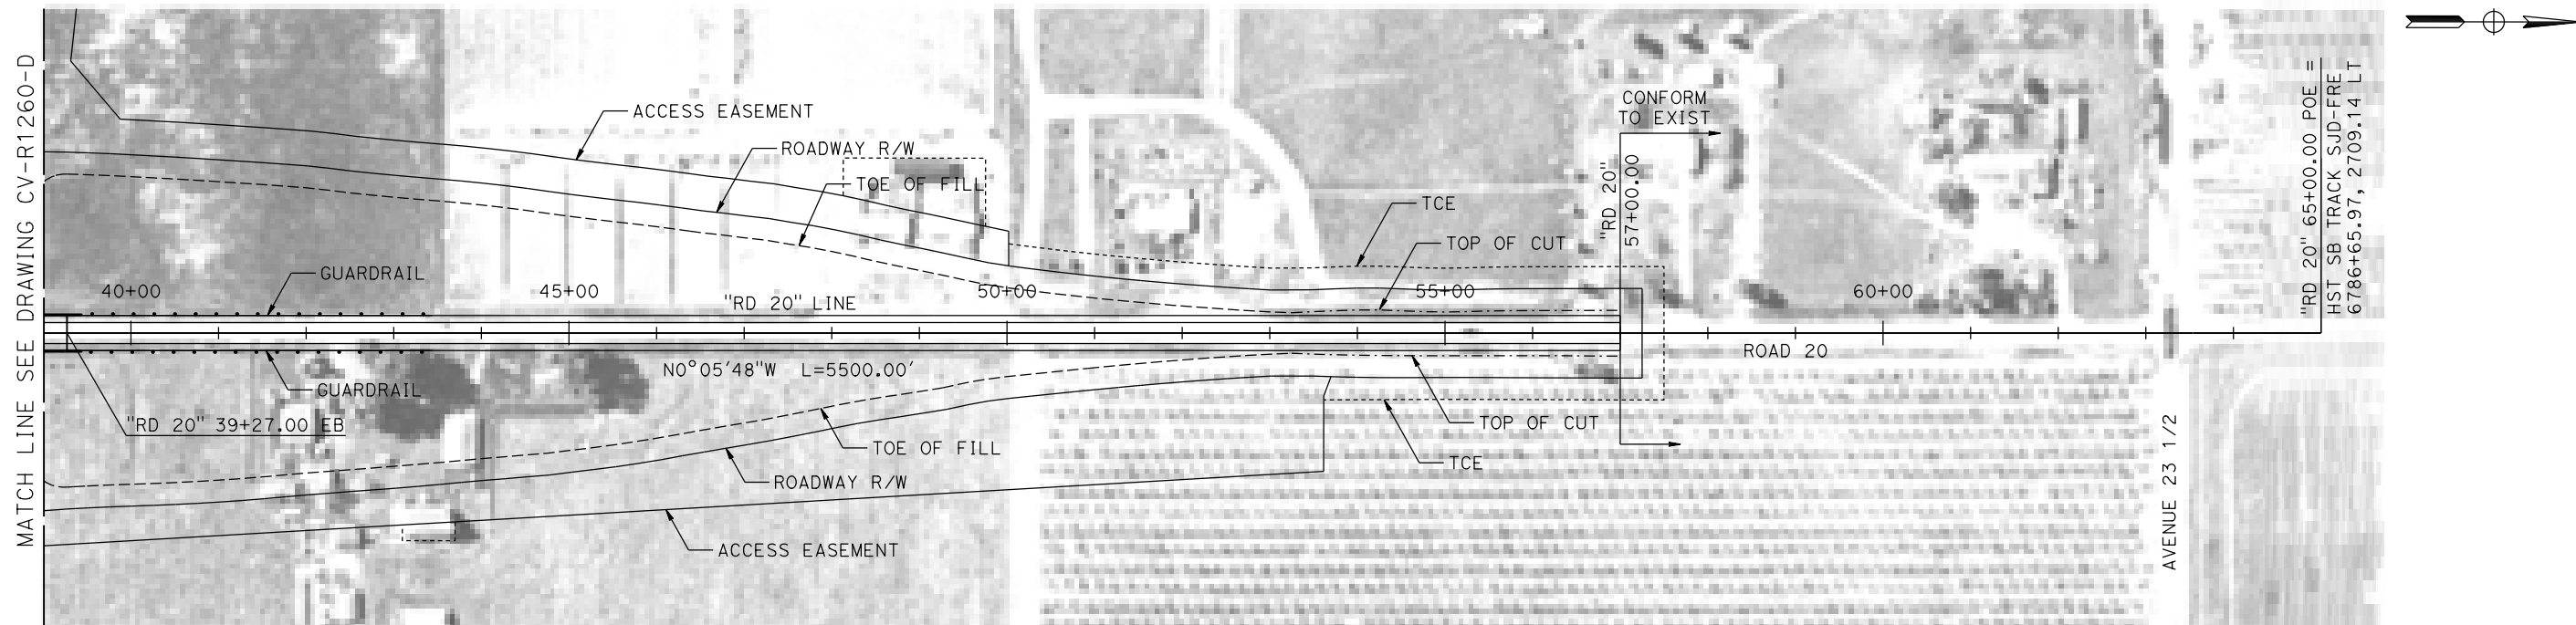 MATCH LINE SEE DRAWING CV-R1260-D
ACCESS EASEMENT
ROADWAY R/W
TOE OF FILL
GUARDRAIL
40+00
45+00
"RD 20" LINE
50+00
TCE
TOP OF CUT
55+00
CONFORM
TO EXIST
"RD 20"
57+00.00
60+00
"RD 20" 65+00.00 POE =
HST SB TRACK SJD-FRE
6786+65.97, 2709.14 LT
N0°05'48"W L=5500.00'
ROAD 20
GUARDRAIL
"RD 20" 39+27.00 EB
TOE OF FILL
ROADWAY R/W
ACCESS EASEMENT
TOP OF CUT
TCE
AVENUE 23 1/2